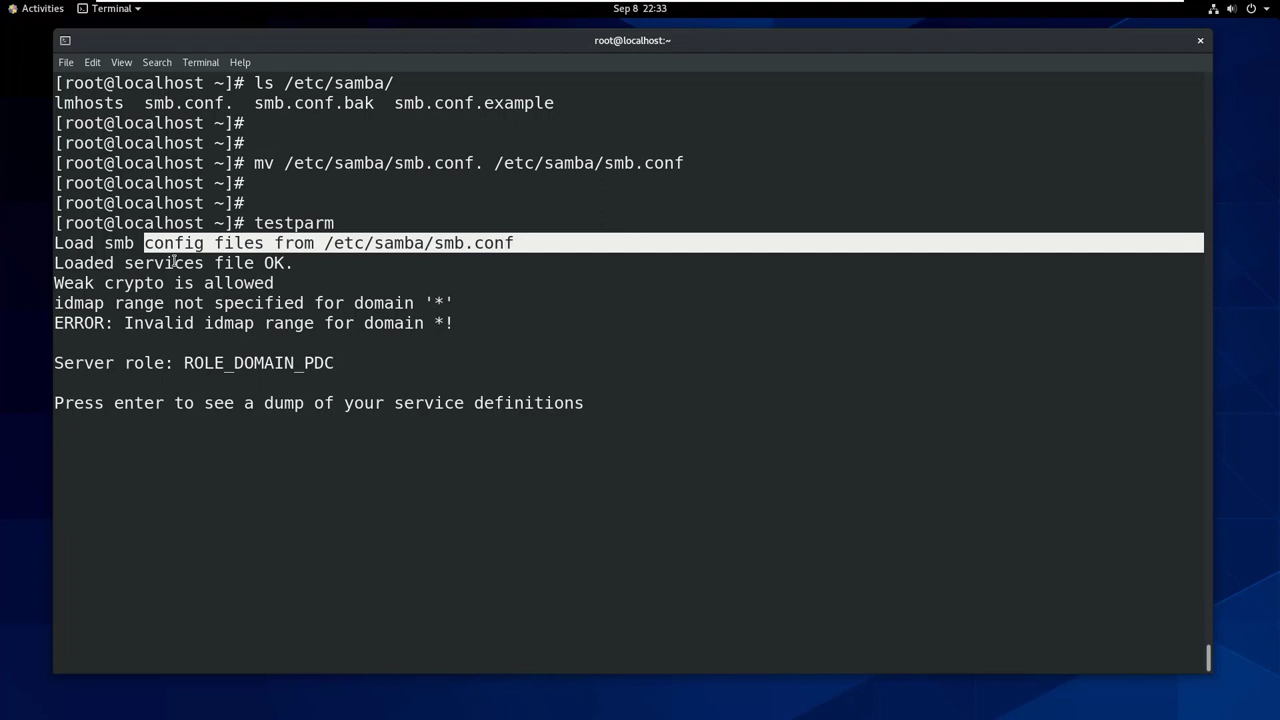 Activities Terminal Sep 8 22:33
root@localhost:~
File Edit View Search Terminal Help
[root@localhost ~]# ls /etc/samba/
lmhosts smb.conf. smb.conf.bak smb.conf.example
[root@localhost ~]#
[root@localhost ~]#
[root@localhost ~]# mv /etc/samba/smb.conf. /etc/samba/smb.conf
[root@localhost ~]#
[root@localhost ~]#
[root@localhost ~]# testparm
Load smb config files from /etc/samba/smb.conf
Loaded services file OK.
Weak crypto is allowed
idmap range not specified for domain '*'
ERROR: Invalid idmap range for domain *!
Server role: ROLE_DOMAIN_PDC
Press enter to see a dump of your service definitions